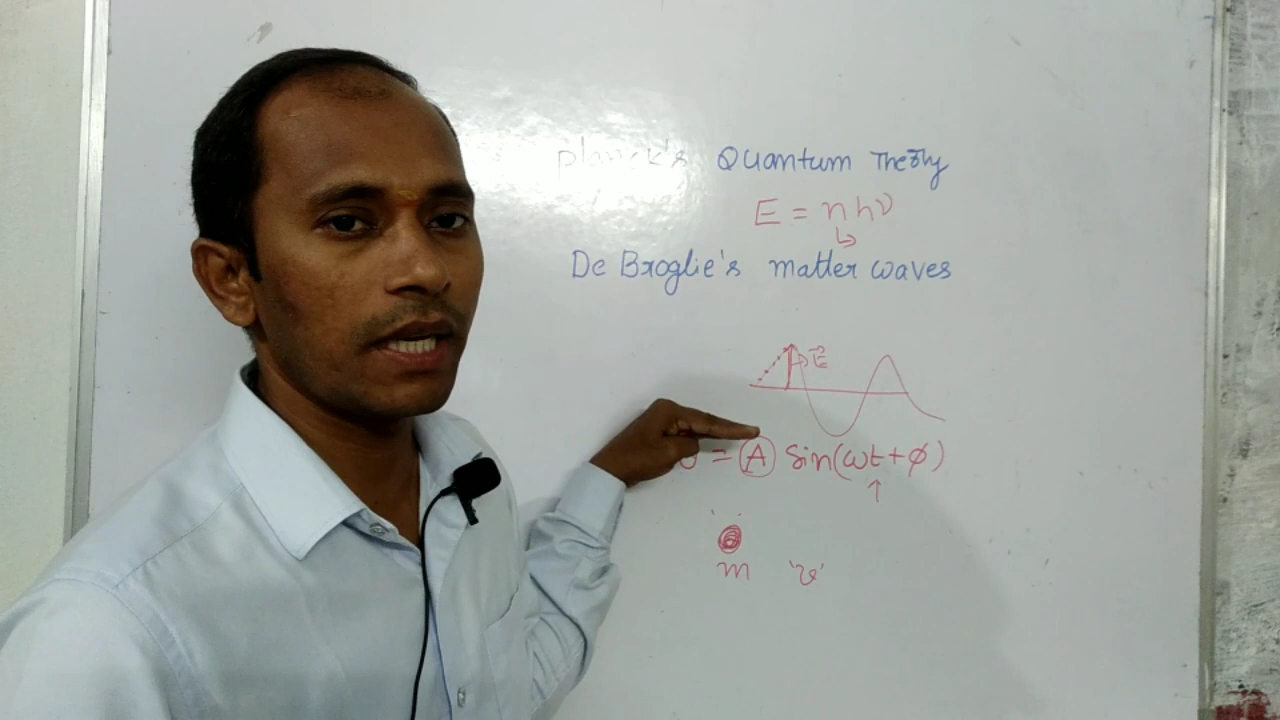 Planck's Quantum Theory
E = nhν
De Broglie's matter waves
E
= A Sin(ωt+φ)
m 'v'